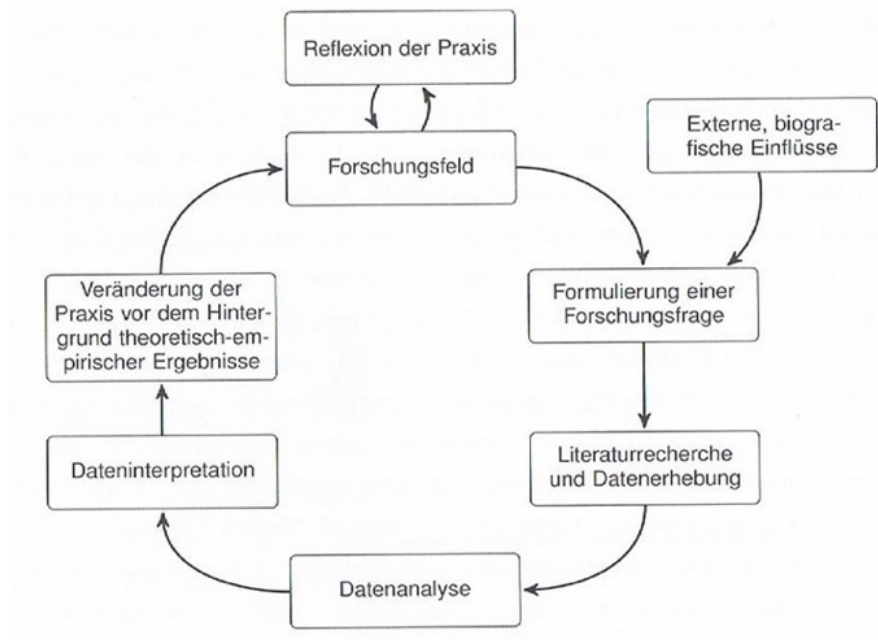 Reflexion der Praxis
Externe, biogra-
fische Einflüsse
Forschungsfeld
Veränderung der
Praxis vor dem Hinter-
grund theoretisch-em-
pirischer Ergebnisse
Formulierung einer
Forschungsfrage
Dateninterpretation
Literaturrecherche
und Datenerhebung
Datenanalyse